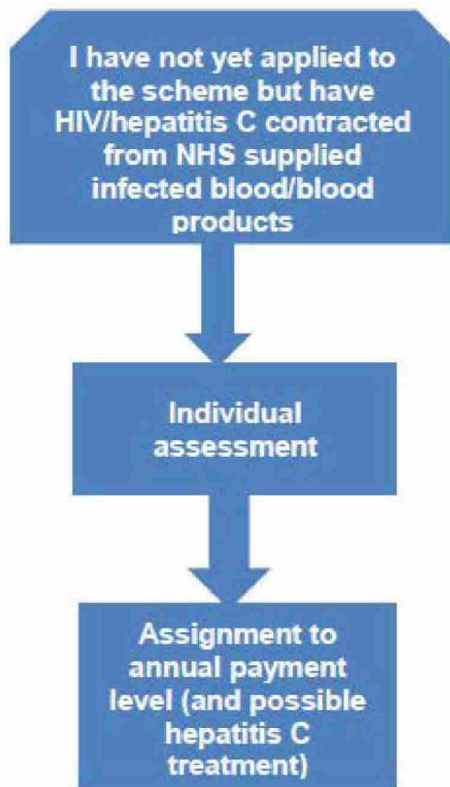 I have not yet applied to
the scheme but have
HIV/hepatitis C contracted
from NHS supplied
infected blood/blood
products
Individual
assessment
Assignment to
annual payment
level (and possible
hepatitis C
treatment)